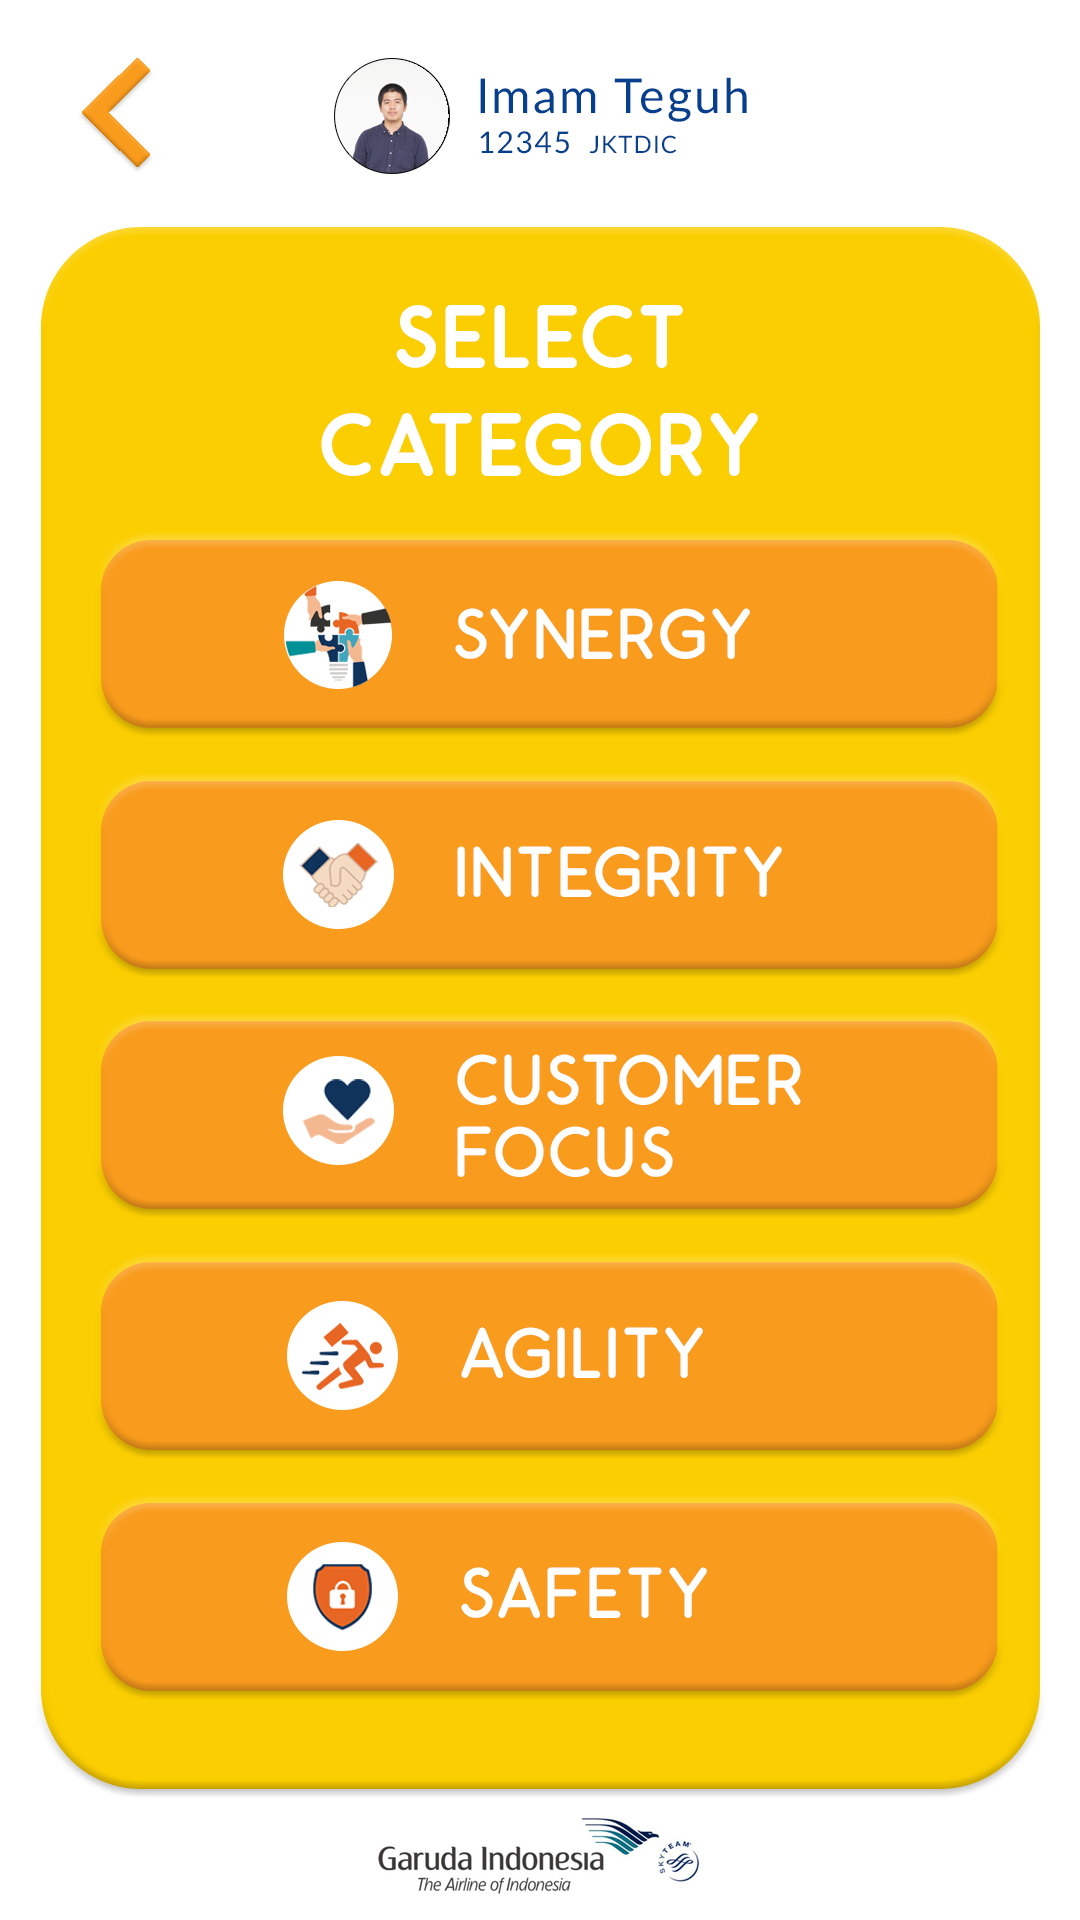 Imam Teguh
12345 JKTDIC
SELECT
CATEGORY
SYNERGY
INTEGRITY
CUSTOMER
FOCUS
AGILITY
SAFETY
Garuda Indonesia
The Airline of Indonesia
SKYTEAM